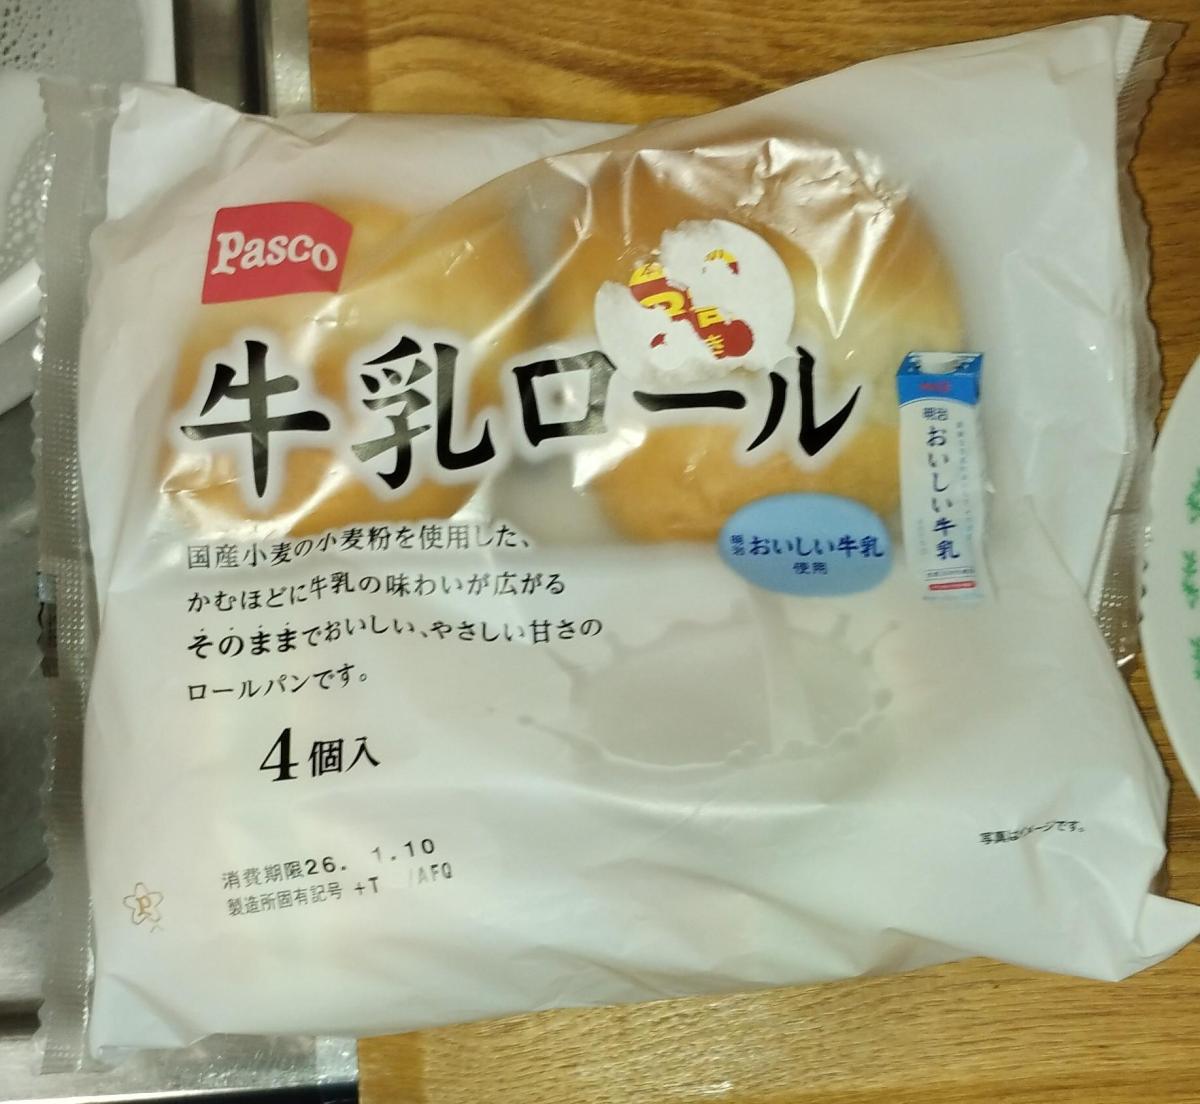 Pasco
牛乳ロール
明治
おいしい牛乳
明治おいしい牛乳
使用
国産小麦の小麦粉を使用した、
かむほどに牛乳の味わいが広がる
そのままでおいしい、やさしい甘さの
ロールパンです。
4個入
写真はイメージです。
消費期限26. 1.10
製造所固有記号 +T /AFQ